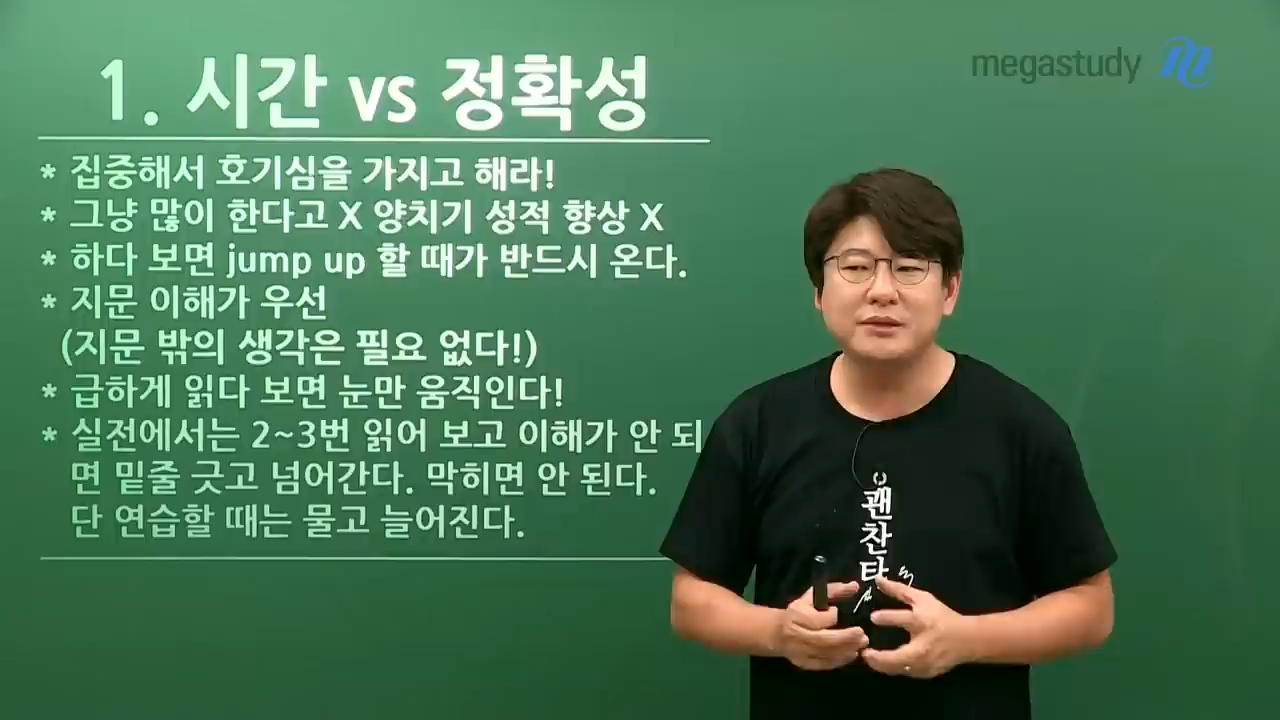 megastudy
1. 시간 vs 정확성
* 집중해서 호기심을 가지고 해라!
* 그냥 많이 한다고 X 양치기 성적 향상 X
* 하다 보면 jump up 할 때가 반드시 온다.
* 지문 이해가 우선
(지문 밖의 생각은 필요 없다!)
* 급하게 읽다 보면 눈만 움직인다!
* 실전에서는 2~3번 읽어 보고 이해가 안 되
면 밑줄 긋고 넘어간다. 막히면 안 된다.
단 연습할 때는 물고 늘어진다.
괜찬타